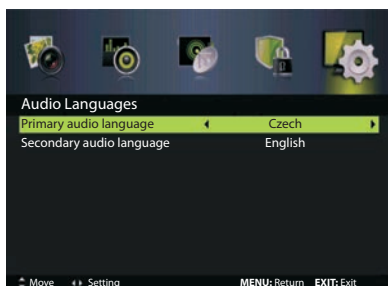 Audio Languages
Primary audio language Czech
Secondary audio language English
Move Setting MENU: Return EXIT: Exit